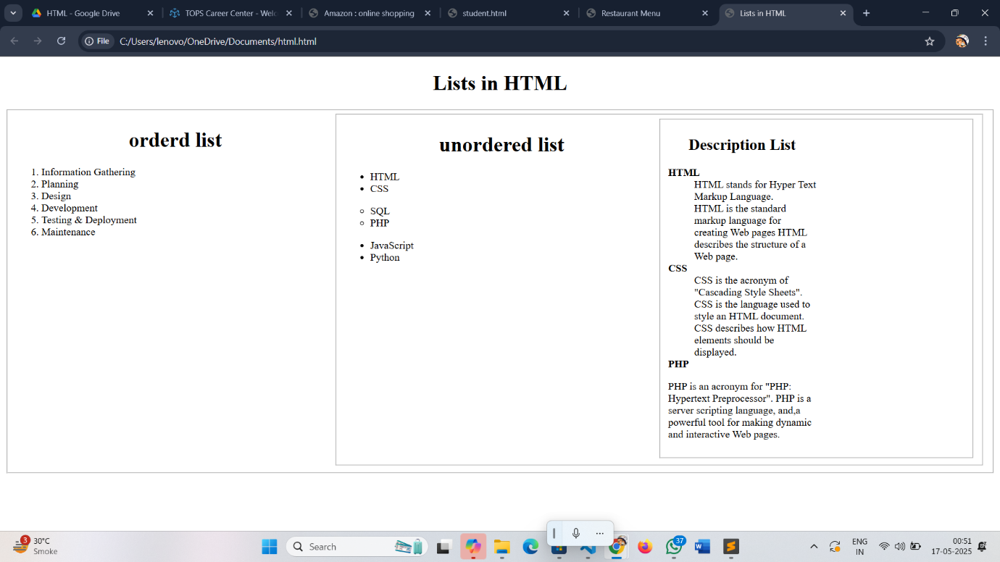 HTML - Google Drive
TOPS Career Center - Welc
Amazon : online shopping
student.html
Restaurant Menu
Lists in HTML
File
C:/Users/lenovo/OneDrive/Documents/html.html
Lists in HTML
orderd list
1. Information Gathering
2. Planning
3. Design
4. Development
5. Testing & Deployment
6. Maintenance
unordered list
HTML
CSS
SQL
PHP
JavaScript
Python
Description List
HTML
HTML stands for Hyper Text
Markup Language.
HTML is the standard
markup language for
creating Web pages HTML
describes the structure of a
Web page.
CSS
CSS is the acronym of
"Cascading Style Sheets".
CSS is the language used to
style an HTML document.
CSS describes how HTML
elements should be
displayed.
PHP
PHP is an acronym for "PHP:
Hypertext Preprocessor". PHP is a
server scripting language, and,a
powerful tool for making dynamic
and interactive Web pages.
3
30°C
Smoke
Search
37
ENG
IN
00:51
17-05-2025